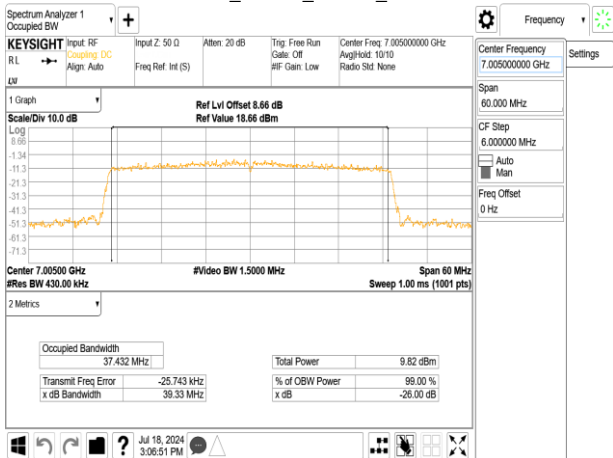 Spectrum Analyzer 1
Occupied BW
+
Frequency
KEYSIGHT
RL
LXI
Input: RF
Coupling: DC
Align: Auto
Input Z: 50 Ω
Freq Ref: Int (S)
Atten: 20 dB
Trig: Free Run
Gate: Off
#IF Gain: Low
Center Freq: 7.005000000 GHz
Avg|Hold: 10/10
Radio Std: None
Center Frequency
7.005000000 GHz
Settings
Span
60.000 MHz
CF Step
6.000000 MHz
Auto
Man
Freq Offset
0 Hz
1 Graph
Scale/Div 10.0 dB
Ref Lvl Offset 8.66 dB
Ref Value 18.66 dBm
Log
8.66
-1.34
-11.3
-21.3
-31.3
-41.3
-51.3
-61.3
-71.3
Center 7.00500 GHz
#Video BW 1.5000 MHz
Span 60 MHz
#Res BW 430.00 kHz
Sweep 1.00 ms (1001 pts)
2 Metrics
Occupied Bandwidth
37.432 MHz
Total Power 9.82 dBm
Transmit Freq Error -25.743 kHz
% of OBW Power 99.00 %
x dB Bandwidth 39.33 MHz
x dB -26.00 dB
?
Jul 18, 2024
3:06:51 PM